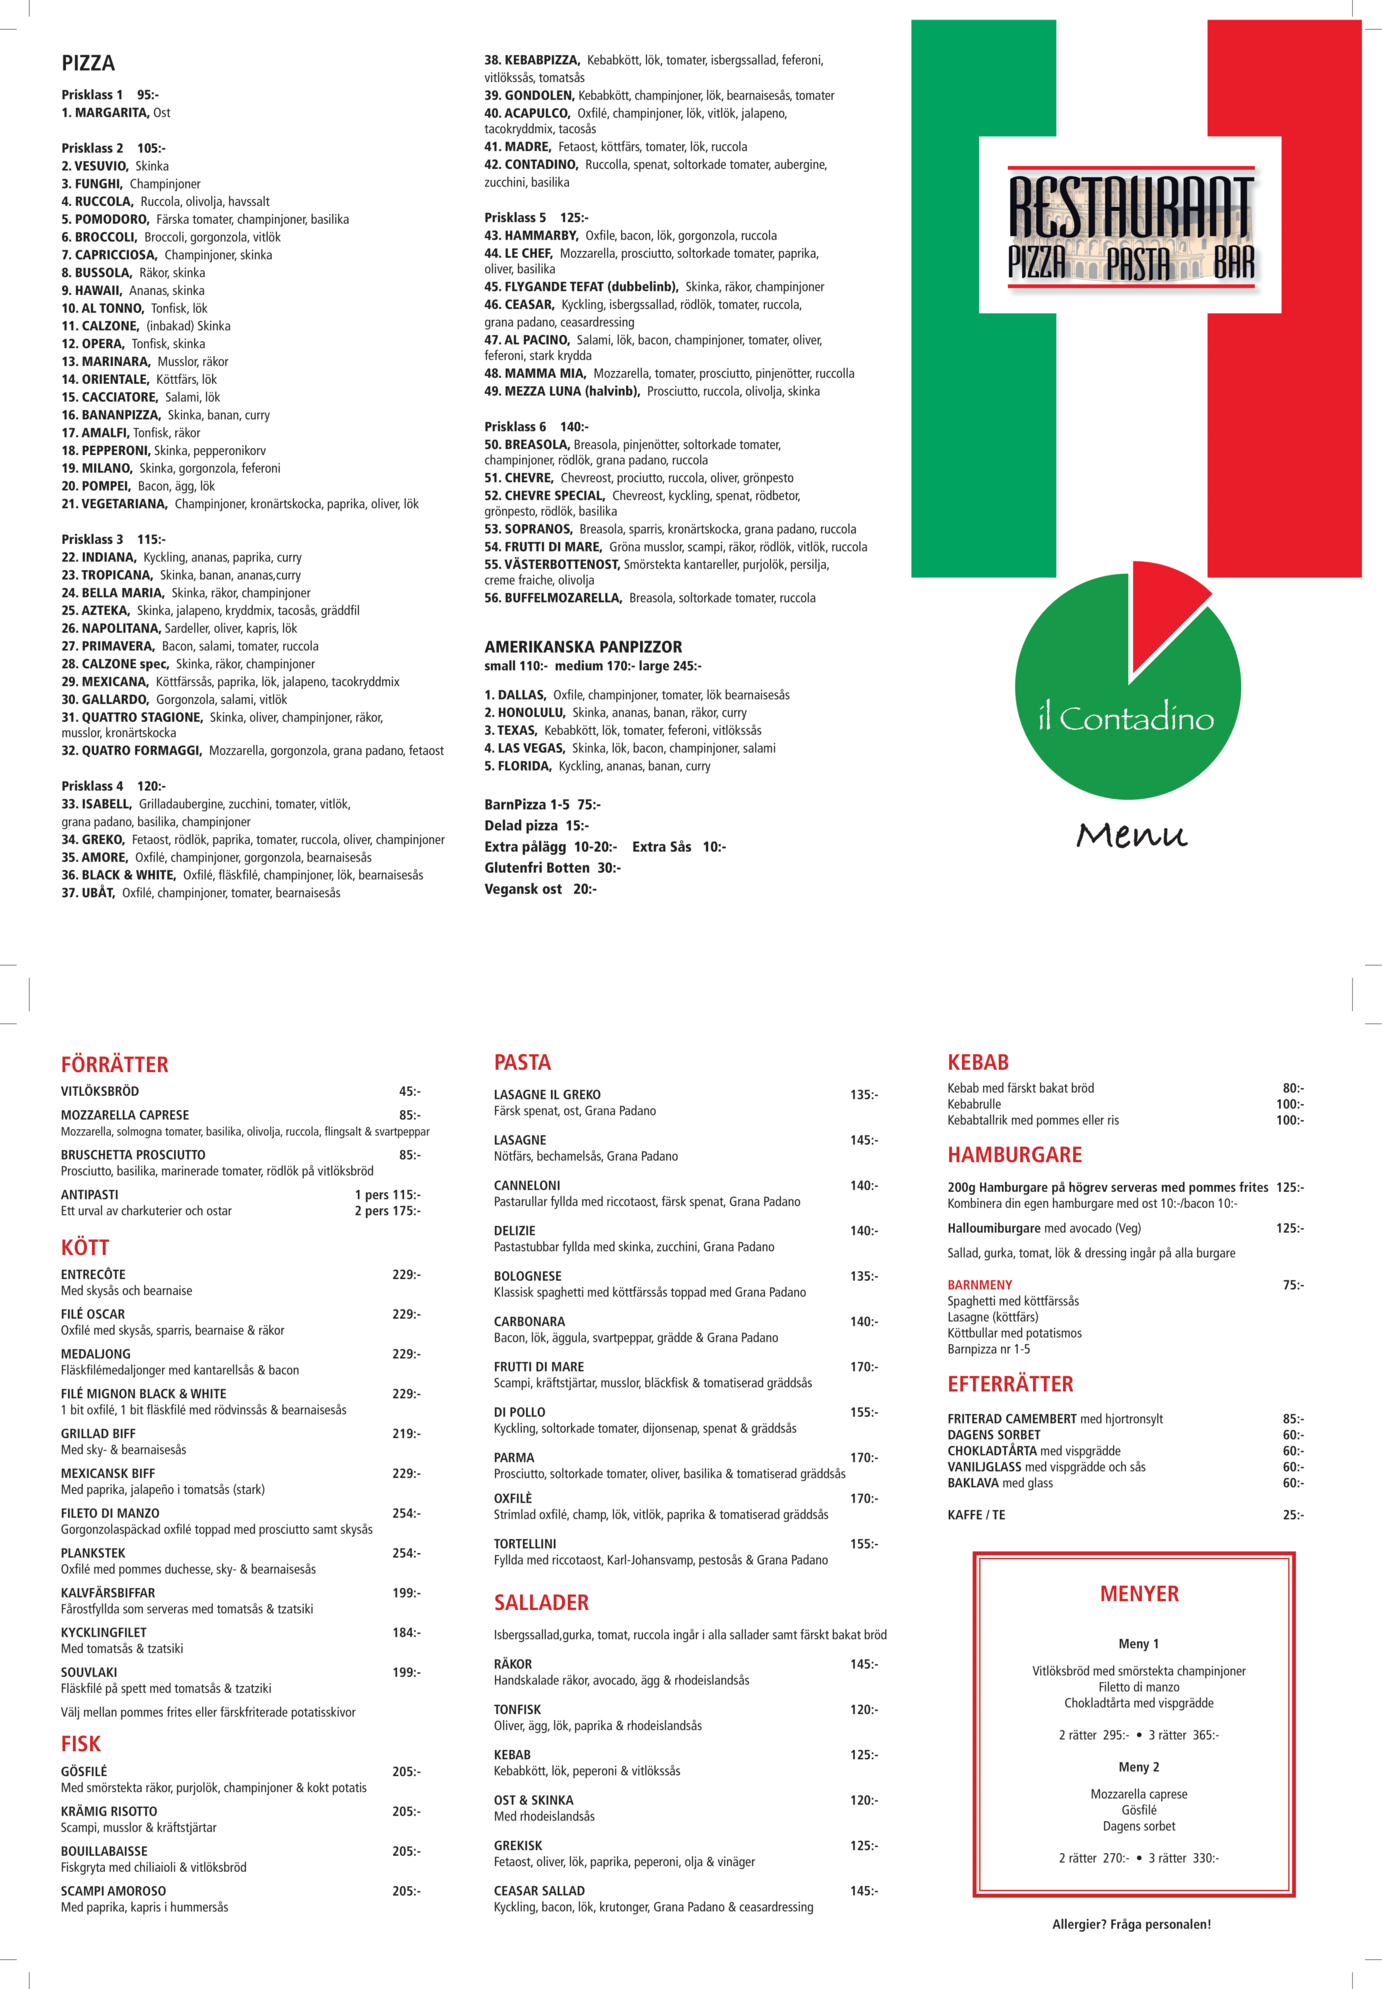 PIZZA
Prisklass 1 95:-
1. MARGARITA, Ost
Prisklass 2 105:-
2. VESUVIO, Skinka
3. FUNGHI, Champinjoner
4. RUCCOLA, Ruccola, olivolja, havssalt
5. POMODORO, Färska tomater, champinjoner, basilika
6. BROCCOLI, Broccoli, gorgonzola, vitlök
7. CAPRICCIOSA, Champinjoner, skinka
8. BUSSOLA, Räkor, skinka
9. HAWAII, Ananas, skinka
10. AL TONNO, Tonfisk, lök
11. CALZONE, (inbakad) Skinka
12. OPERA, Tonfisk, skinka
13. MARINARA, Musslor, räkor
14. ORIENTALE, Köttfärs, lök
15. CACCIATORE, Salami, lök
16. BANANPIZZA, Skinka, banan, curry
17. AMALFI, Tonfisk, räkor
18. PEPPERONI, Skinka, pepperonikorv
19. MILANO, Skinka, gorgonzola, feferoni
20. POMPEI, Bacon, ägg, lök
21. VEGETARIANA, Champinjoner, kronärtskocka, paprika, oliver, lök
Prisklass 3 115:-
22. INDIANA, Kyckling, ananas, paprika, curry
23. TROPICANA, Skinka, banan, ananas,curry
24. BELLA MARIA, Skinka, räkor, champinjoner
25. AZTEKA, Skinka, jalapeno, kryddmix, tacosås, gräddfil
26. NAPOLITANA, Sardeller, oliver, kapris, lök
27. PRIMAVERA, Bacon, salami, tomater, ruccola
28. CALZONE spec, Skinka, räkor, champinjoner
29. MEXICANA, Köttfärssås, paprika, lök, jalapeno, tacokryddmix
30. GALLARDO, Gorgonzola, salami, vitlök
31. QUATTRO STAGIONE, Skinka, oliver, champinjoner, räkor,
musslor, kronärtskocka
32. QUATRO FORMAGGI, Mozzarella, gorgonzola, grana padano, fetaost
Prisklass 4 120:-
33. ISABELL, Grilladaubergine, zucchini, tomater, vitlök,
grana padano, basilika, champinjoner
34. GREKO, Fetaost, rödlök, paprika, tomater, ruccola, oliver, champinjoner
35. AMORE, Oxfilé, champinjoner, gorgonzola, bearnaisesås
36. BLACK & WHITE, Oxfilé, fläskfilé, champinjoner, lök, bearnaisesås
37. UBÅT, Oxfilé, champinjoner, tomater, bearnaisesås
38. KEBABPIZZA, Kebabkött, lök, tomater, isbergssallad, feferoni,
vitlökssås, tomatsås
39. GONDOLEN, Kebabkött, champinjoner, lök, bearnaisesås, tomater
40. ACAPULCO, Oxfilé, champinjoner, lök, vitlök, jalapeno,
tacokryddmix, tacosås
41. MADRE, Fetaost, köttfärs, tomater, lök, ruccola
42. CONTADINO, Ruccolla, spenat, soltorkade tomater, aubergine,
zucchini, basilika
Prisklass 5 125:-
43. HAMMARBY, Oxfile, bacon, lök, gorgonzola, ruccola
44. LE CHEF, Mozzarella, prosciutto, soltorkade tomater, paprika,
oliver, basilika
45. FLYGANDE TEFAT (dubbelinb), Skinka, räkor, champinjoner
46. CEASAR, Kyckling, isbergssallad, rödlök, tomater, ruccola,
grana padano, ceasardressing
47. AL PACINO, Salami, lök, bacon, champinjoner, tomater, oliver,
feferoni, stark krydda
48. MAMMA MIA, Mozzarella, tomater, prosciutto, pinjenötter, ruccolla
49. MEZZA LUNA (halvinb), Prosciutto, ruccola, olivolja, skinka
Prisklass 6 140:-
50. BREASOLA, Breasola, pinjenötter, soltorkade tomater,
champinjoner, rödlök, grana padano, ruccola
51. CHEVRE, Chevreost, prociutto, ruccola, oliver, grönpesto
52. CHEVRE SPECIAL, Chevreost, kyckling, spenat, rödbetor,
grönpesto, rödlök, basilika
53. SOPRANOS, Breasola, sparris, kronärtskocka, grana padano, ruccola
54. FRUTTI DI MARE, Gröna musslor, scampi, räkor, rödlök, vitlök, ruccola
55. VÄSTERBOTTENOST, Smörstekta kantareller, purjolök, persilja,
creme fraiche, olivolja
56. BUFFELMOZARELLA, Breasola, soltorkade tomater, ruccola
AMERIKANSKA PANPIZZOR
small 110:- medium 170:- large 245:-
1. DALLAS, Oxfile, champinjoner, tomater, lök bearnaisesås
2. HONOLULU, Skinka, ananas, banan, räkor, curry
3. TEXAS, Kebabkött, lök, tomater, feferoni, vitlökssås
4. LAS VEGAS, Skinka, lök, bacon, champinjoner, salami
5. FLORIDA, Kyckling, ananas, banan, curry
BarnPizza 1-5 75:-
Delad pizza 15:-
Extra pålägg 10-20:- Extra Sås 10:-
Glutenfri Botten 30:-
Vegansk ost 20:-
RESTAURANT
PIZZA PASTA BAR
il Contadino
Menu
FÖRRÄTTER
VITLÖKSBRÖD 45:-
MOZZARELLA CAPRESE 85:-
Mozzarella, solmogna tomater, basilika, olivolja, ruccola, flingsalt & svartpeppar
BRUSCHETTA PROSCIUTTO 85:-
Prosciutto, basilika, marinerade tomater, rödlök på vitlöksbröd
ANTIPASTI 1 pers 115:-
Ett urval av charkuterier och ostar 2 pers 175:-
KÖTT
ENTRECÔTE 229:-
Med skysås och bearnaise
FILÉ OSCAR 229:-
Oxfilé med skysås, sparris, bearnaise & räkor
MEDALJONG 229:-
Fläskfilémedaljonger med kantarellsås & bacon
FILÉ MIGNON BLACK & WHITE 229:-
1 bit oxfilé, 1 bit fläskfilé med rödvinssås & bearnaisesås
GRILLAD BIFF 219:-
Med sky- & bearnaisesås
MEXICANSK BIFF 229:-
Med paprika, jalapeño i tomatsås (stark)
FILETO DI MANZO 254:-
Gorgonzolaspäckad oxfilé toppad med prosciutto samt skysås
PLANKSTEK 254:-
Oxfilé med pommes duchesse, sky- & bearnaisesås
KALVFÄRSBIFFAR 199:-
Fårostfyllda som serveras med tomatsås & tzatsiki
KYCKLINGFILET 184:-
Med tomatsås & tzatsiki
SOUVLAKI 199:-
Fläskfilé på spett med tomatsås & tzatziki
Välj mellan pommes frites eller färskfriterade potatisskivor
FISK
GÖSFILÉ 205:-
Med smörstekta räkor, purjolök, champinjoner & kokt potatis
KRÄMIG RISOTTO 205:-
Scampi, musslor & kräftstjärtar
BOUILLABAISSE 205:-
Fiskgryta med chiliaioli & vitlöksbröd
SCAMPI AMOROSO 205:-
Med paprika, kapris i hummersås
PASTA
LASAGNE IL GREKO 135:-
Färsk spenat, ost, Grana Padano
LASAGNE 145:-
Nötfärs, bechamelsås, Grana Padano
CANNELONI 140:-
Pastarullar fyllda med riccotaost, färsk spenat, Grana Padano
DELIZIE 140:-
Pastastubbar fyllda med skinka, zucchini, Grana Padano
BOLOGNESE 135:-
Klassisk spaghetti med köttfärssås toppad med Grana Padano
CARBONARA 140:-
Bacon, lök, äggula, svartpeppar, grädde & Grana Padano
FRUTTI DI MARE 170:-
Scampi, kräftstjärtar, musslor, bläckfisk & tomatiserad gräddsås
DI POLLO 155:-
Kyckling, soltorkade tomater, dijonsenap, spenat & gräddsås
PARMA 170:-
Prosciutto, soltorkade tomater, oliver, basilika & tomatiserad gräddsås
OXFILÈ 170:-
Strimlad oxfilé, champ, lök, vitlök, paprika & tomatiserad gräddsås
TORTELLINI 155:-
Fyllda med riccotaost, Karl-Johansvamp, pestosås & Grana Padano
SALLADER
Isbergssallad,gurka, tomat, ruccola ingår i alla sallader samt färskt bakat bröd
RÄKOR 145:-
Handskalade räkor, avocado, ägg & rhodeislandsås
TONFISK 120:-
Oliver, ägg, lök, paprika & rhodeislandsås
KEBAB 125:-
Kebabkött, lök, peperoni & vitlökssås
OST & SKINKA 120:-
Med rhodeislandsås
GREKISK 125:-
Fetaost, oliver, lök, paprika, peperoni, olja & vinäger
CEASAR SALLAD 145:-
Kyckling, bacon, lök, krutonger, Grana Padano & ceasardressing
KEBAB
Kebab med färskt bakat bröd 80:-
Kebabrulle 100:-
Kebabtallrik med pommes eller ris 100:-
HAMBURGARE
200g Hamburgare på högrev serveras med pommes frites 125:-
Kombinera din egen hamburgare med ost 10:-/bacon 10:-
Halloumiburgare med avocado (Veg) 125:-
Sallad, gurka, tomat, lök & dressing ingår på alla burgare
BARNMENY 75:-
Spaghetti med köttfärssås
Lasagne (köttfärs)
Köttbullar med potatismos
Barnpizza nr 1-5
EFTERRÄTTER
FRITERAD CAMEMBERT med hjortronsylt 85:-
DAGENS SORBET 60:-
CHOKLADTÅRTA med vispgrädde 60:-
VANILJGLASS med vispgrädde och sås 60:-
BAKLAVA med glass 60:-
KAFFE / TE 25:-
MENYER
Meny 1
Vitlöksbröd med smörstekta champinjoner
Filetto di manzo
Chokladtårta med vispgrädde
2 rätter 295:- • 3 rätter 365:-
Meny 2
Mozzarella caprese
Gösfilé
Dagens sorbet
2 rätter 270:- • 3 rätter 330:-
Allergier? Fråga personalen!